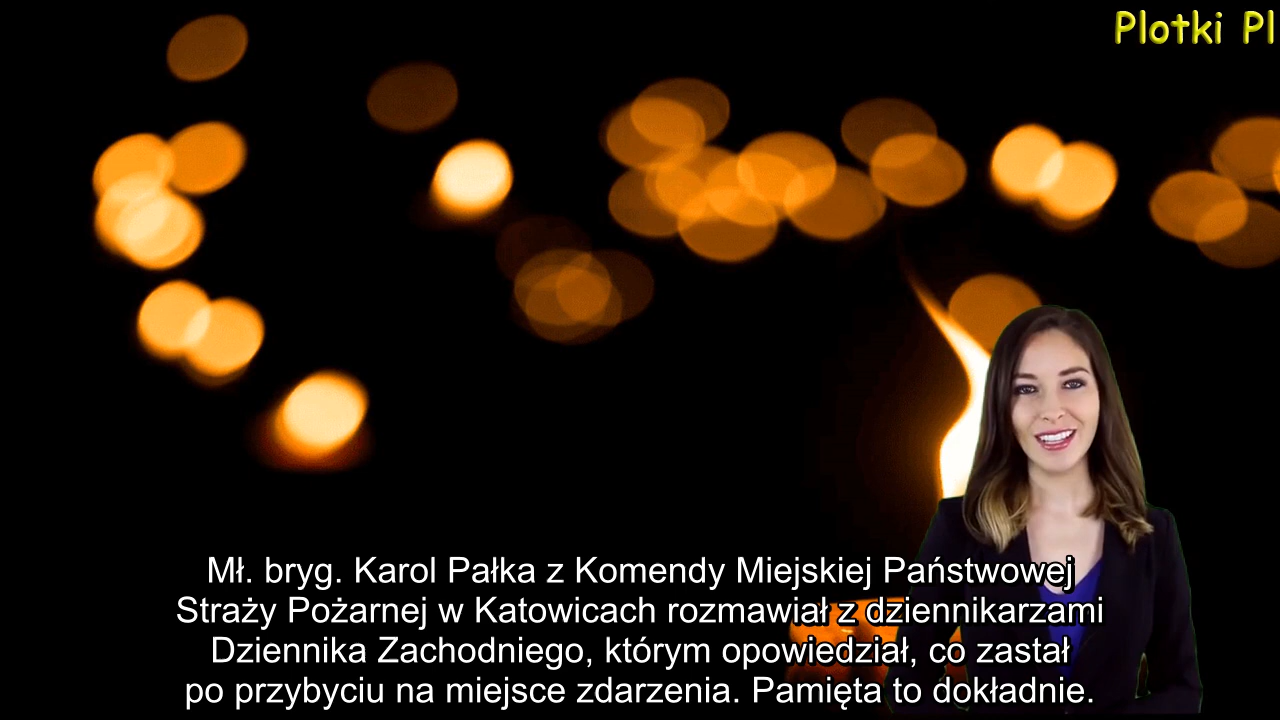 Plotki Pl
Mł. bryg. Karol Pałka z Komendy Miejskiej Państwowej
Straży Pożarnej w Katowicach rozmawiał z dziennikarzami
Dziennika Zachodniego, którym opowiedział, co zastał
po przybyciu na miejsce zdarzenia. Pamięta to dokładnie.